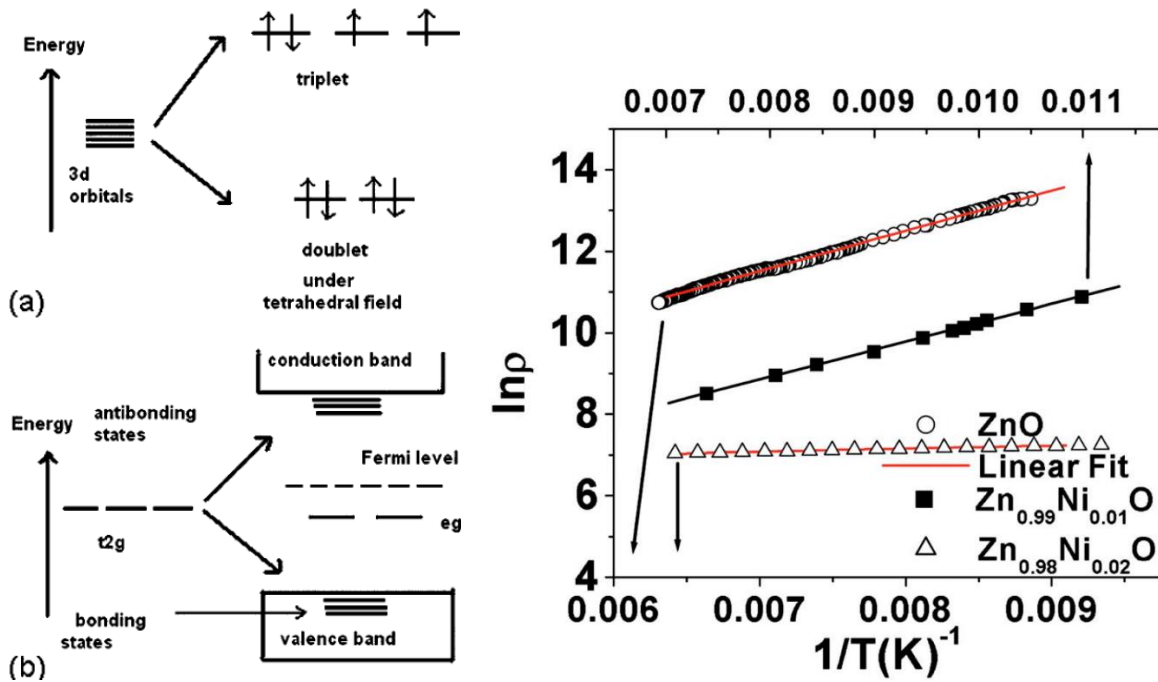 Energy
3d
orbitals
triplet
doublet
under
tetrahedral field
(a)
Energy
antibonding
states
t2g
bonding
states
conduction band
Fermi level
eg
valence band
(b)
0.007 0.008 0.009 0.010 0.011
14
12
10
8
6
4
lnρ
ZnO
Linear Fit
Zn0.99Ni0.01O
Zn0.98Ni0.02O
0.006 0.007 0.008 0.009
1/T(K)-1